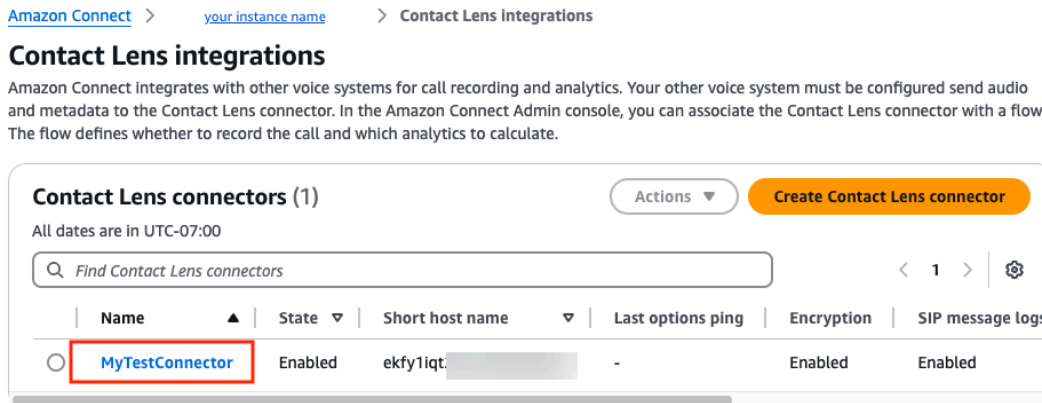 Amazon Connect > your instance name > Contact Lens integrations
Contact Lens integrations
Amazon Connect integrates with other voice systems for call recording and analytics. Your other voice system must be configured send audio
and metadata to the Contact Lens connector. In the Amazon Connect Admin console, you can associate the Contact Lens connector with a flow
The flow defines whether to record the call and which analytics to calculate.
Contact Lens connectors (1) Actions Create Contact Lens connector
All dates are in UTC-07:00
Find Contact Lens connectors 1
Name State Short host name Last options ping Encryption SIP message logs
MyTestConnector Enabled - Enabled Enabled